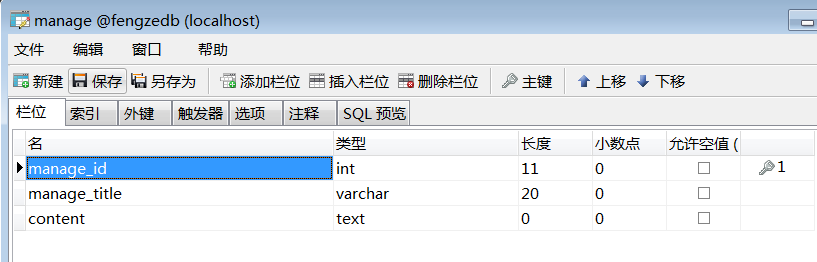 manage @fengzedb (localhost)
文件 编辑 窗口 帮助
新建 保存 另存为 添加栏位 插入栏位 删除栏位 主键 上移 下移
栏位 索引 外键 触发器 选项 注释 SQL 预览
名 类型 长度 小数点 允许空值 (
manage_id int 11 0 1
manage_title varchar 20 0
content text 0 0